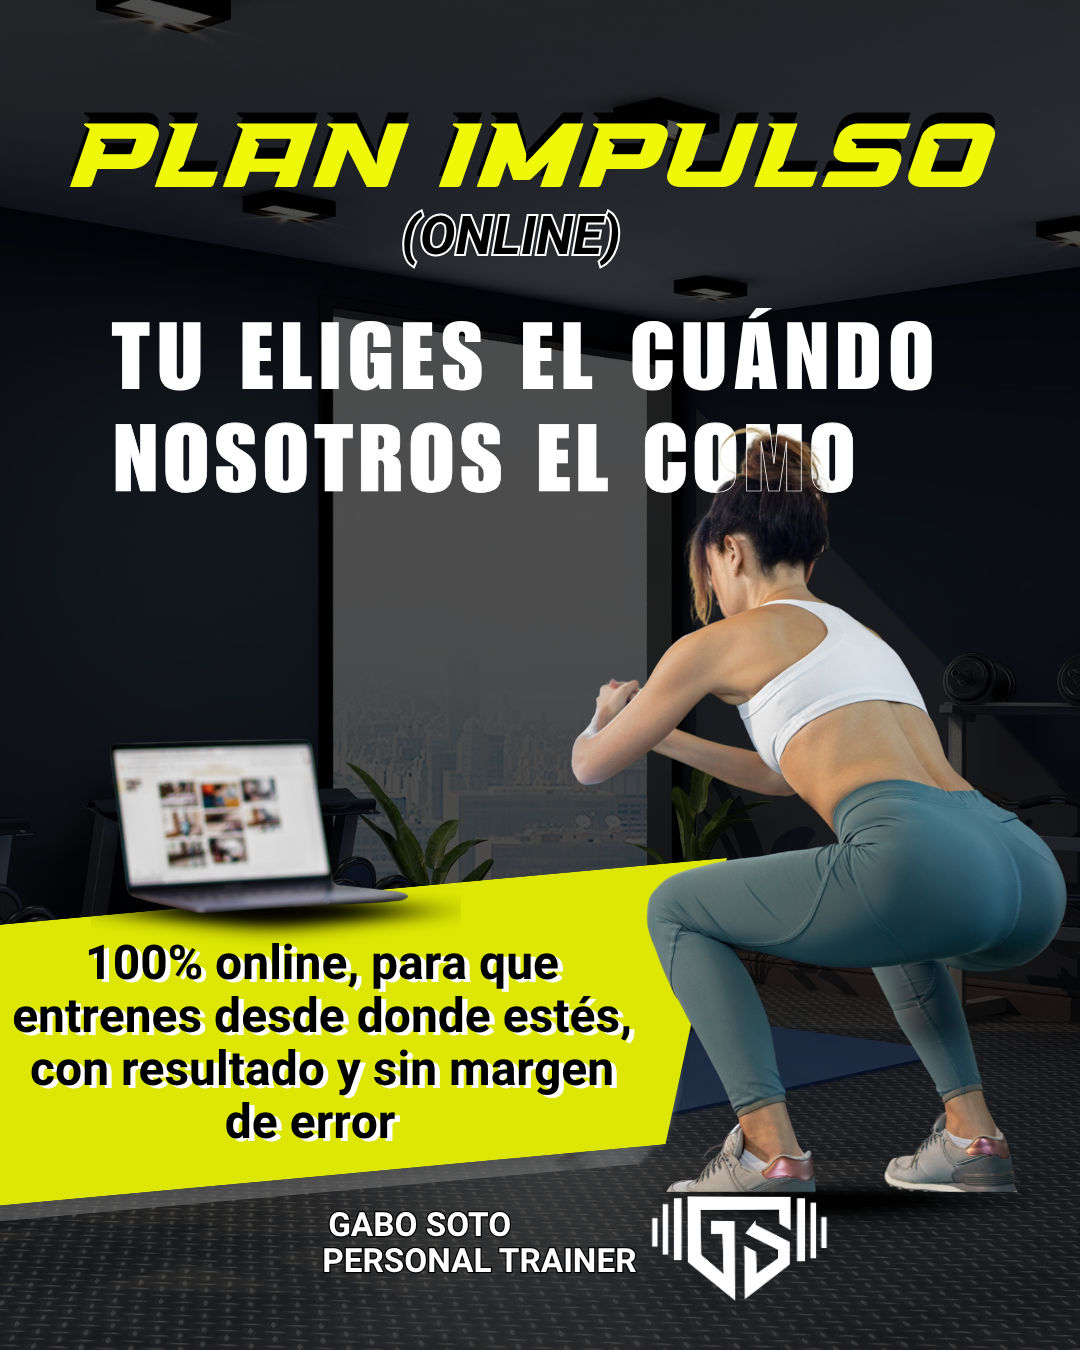 PLAN IMPULSO
(ONLINE)
TU ELIGES EL CUÁNDO
NOSOTROS EL COMO
100% online, para que
entrenes desde donde estés,
con resultado y sin margen
de error
GABO SOTO
PERSONAL TRAINER
GS